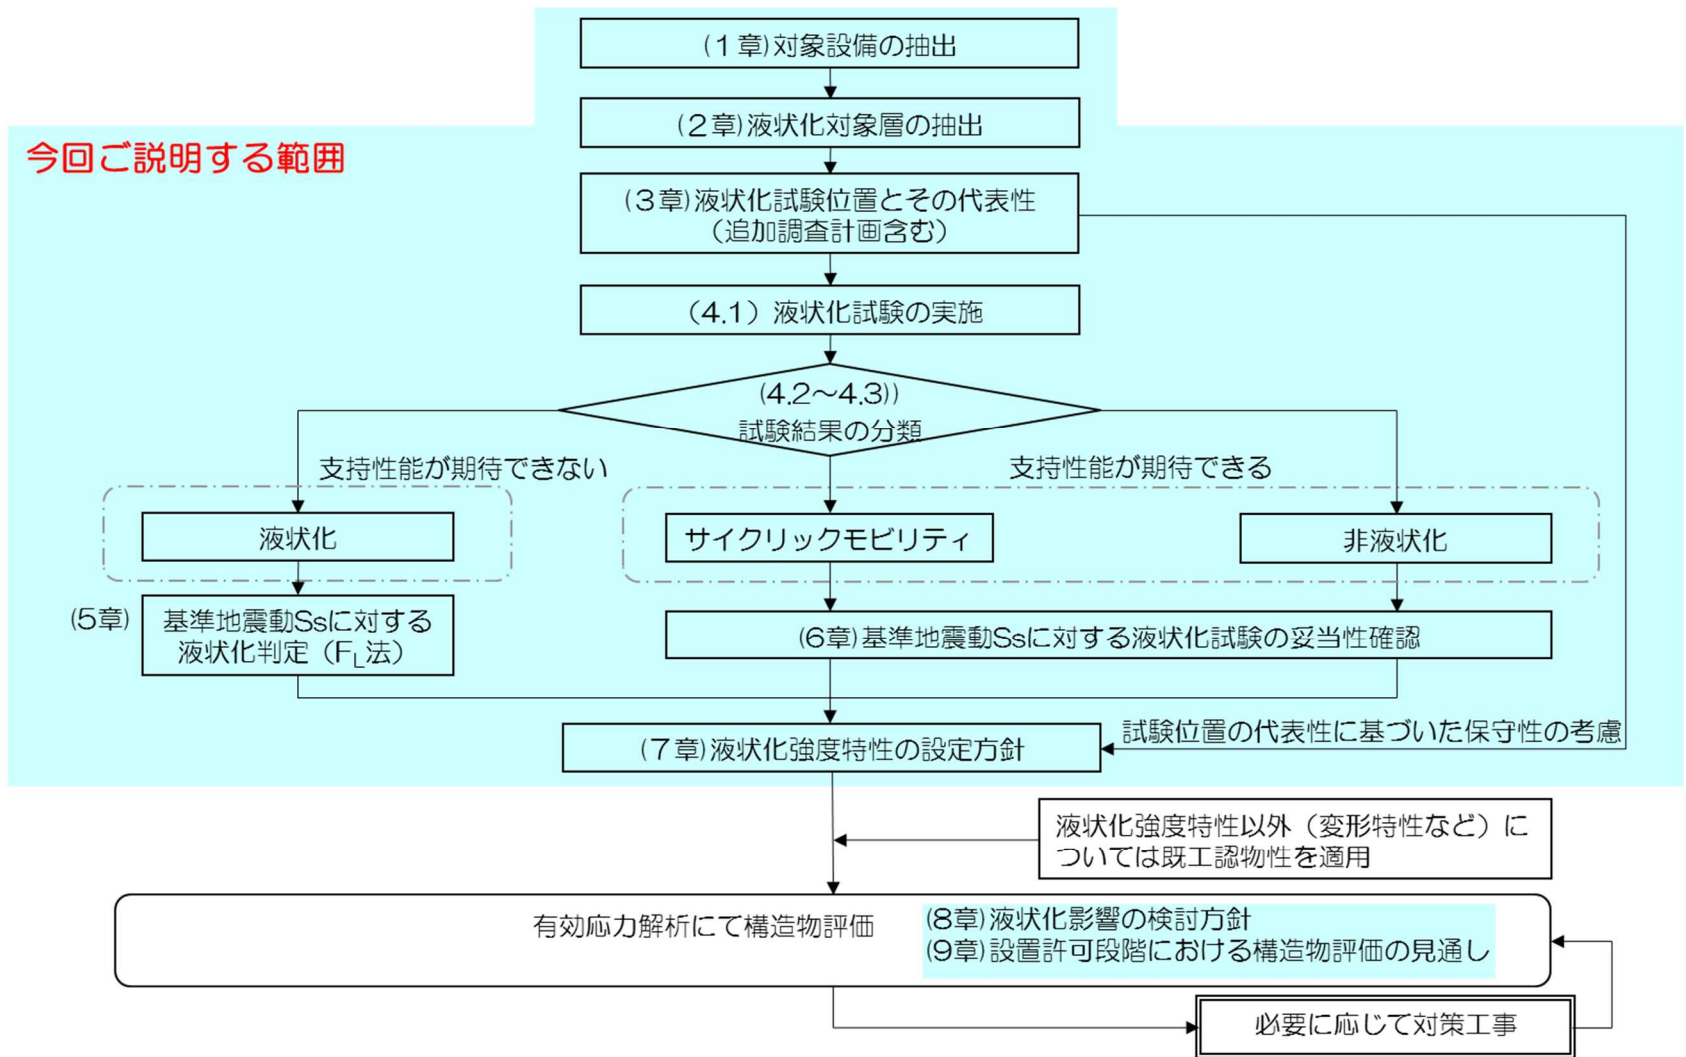 (1章)対象設備の抽出
(2章)液状化対象層の抽出
今回ご説明する範囲
(3章)液状化試験位置とその代表性
（追加調査計画含む）
（4.1）液状化試験の実施
(4.2～4.3))
試験結果の分類
支持性能が期待できない
支持性能が期待できる
液状化
サイクリックモビリティ
非液状化
(5章)
基準地震動Ssに対する
液状化判定（FL法）
(6章)基準地震動Ssに対する液状化試験の妥当性確認
試験位置の代表性に基づいた保守性の考慮
(7章)液状化強度特性の設定方針
液状化強度特性以外（変形特性など）に
ついては既工認物性を適用
有効応力解析にて構造物評価
(8章)液状化影響の検討方針
(9章)設置許可段階における構造物評価の見通し
必要に応じて対策工事